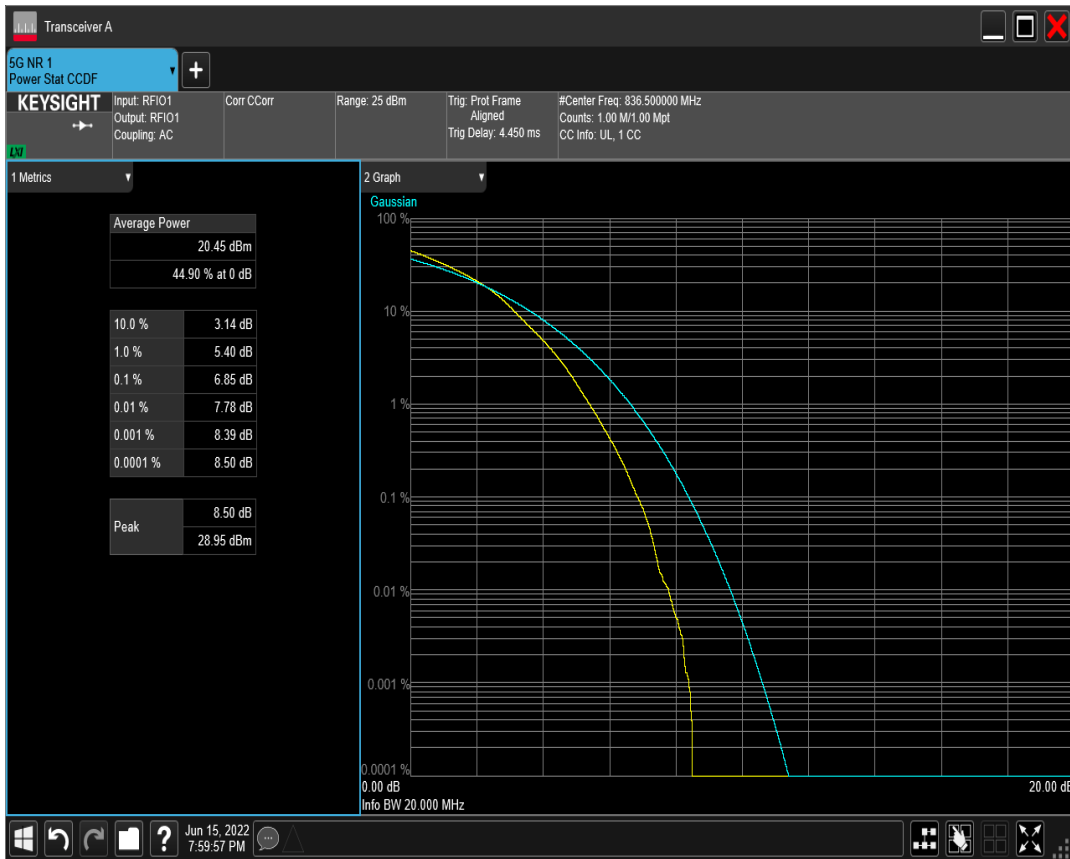 Transceiver A
5G NR 1
Power Stat CCDF
+
KEYSIGHT
LXI
Input: RFIO1
Output: RFIO1
Coupling: AC
Corr CCorr
Range: 25 dBm
Trig: Prot Frame
Aligned
Trig Delay: 4.450 ms
#Center Freq: 836.500000 MHz
Counts: 1.00 M/1.00 Mpt
CC Info: UL, 1 CC
1 Metrics
Average Power
20.45 dBm
44.90 % at 0 dB
10.0 % 3.14 dB
1.0 % 5.40 dB
0.1 % 6.85 dB
0.01 % 7.78 dB
0.001 % 8.39 dB
0.0001 % 8.50 dB
Peak
8.50 dB
28.95 dBm
2 Graph
Gaussian
100 %
10 %
1 %
0.1 %
0.01 %
0.001 %
0.0001 %
0.00 dB
20.00 dB
Info BW 20.000 MHz
?
Jun 15, 2022
7:59:57 PM